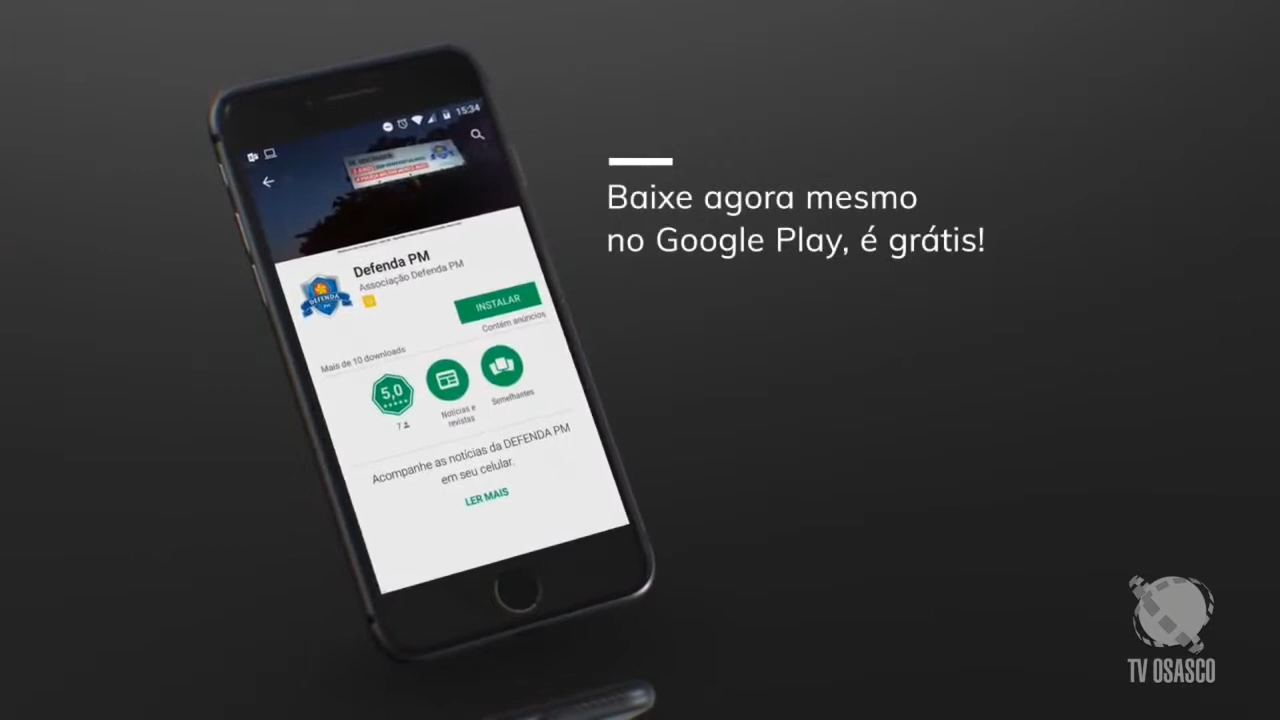 Baixe agora mesmo
no Google Play, é grátis!
15:34
Defenda PM
Associação Defenda PM
DEFENDA
PM
INSTALAR
Contém anúncios
Mais de 10 downloads
5,0
7
Notícias e
revistas
Semelhantes
Acompanhe as notícias da DEFENDA PM
em seu celular.
LER MAIS
TV OSASCO